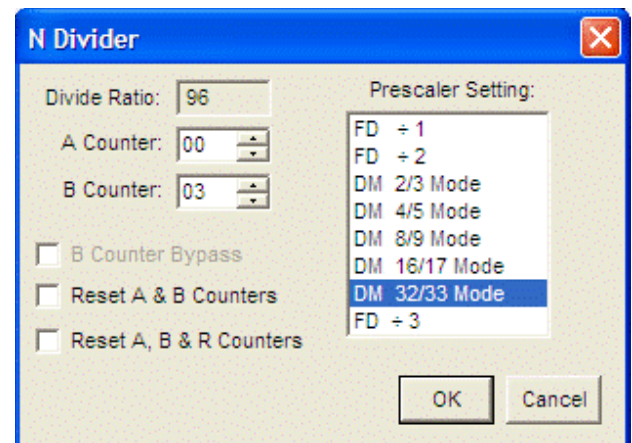 N Divider
Divide Ratio: 96
A Counter: 00
B Counter: 03
B Counter Bypass
Reset A & B Counters
Reset A, B & R Counters
Prescaler Setting:
FD ÷ 1
FD ÷ 2
DM 2/3 Mode
DM 4/5 Mode
DM 8/9 Mode
DM 16/17 Mode
DM 32/33 Mode
FD ÷ 3
OK
Cancel